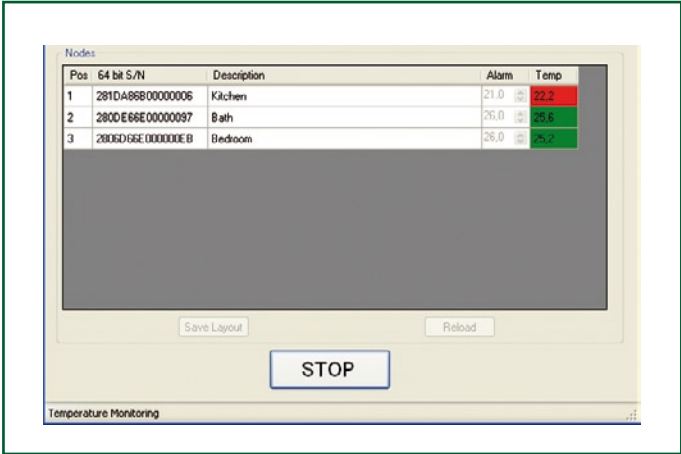 Nodes
Pos 64 bit S/N Description Alarm Temp
1 281DA86B00000006 Kitchen 21,0 22,2
2 280DE66E00000097 Bath 26,0 25,6
3 2806D66E000000EB Bedroom 26,0 25,2
Save Layout Reload
STOP
Temperature Monitoring